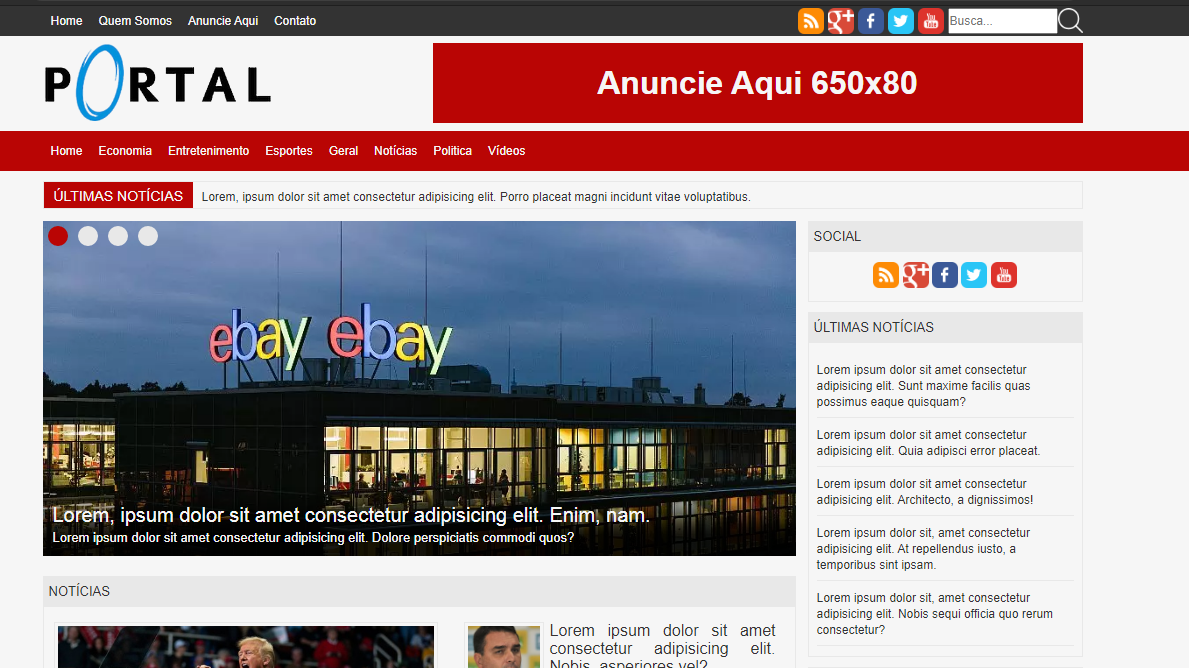 Home Quem Somos Anuncie Aqui Contato
Busca...
PORTAL
Anuncie Aqui 650x80
Home Economia Entretenimento Esportes Geral Notícias Politica Vídeos
ÚLTIMAS NOTÍCIAS
Lorem, ipsum dolor sit amet consectetur adipisicing elit. Porro placeat magni incidunt vitae voluptatibus.
ebay ebay
Lorem, ipsum dolor sit amet consectetur adipisicing elit. Enim, nam.
Lorem ipsum dolor sit amet consectetur adipisicing elit. Dolore perspiciatis commodi quos?
NOTÍCIAS
Lorem ipsum dolor sit amet
consectetur adipisicing elit.
Nobis, asperiores vel?
SOCIAL
You Tube
ÚLTIMAS NOTÍCIAS
Lorem ipsum dolor sit amet consectetur
adipisicing elit. Sunt maxime facilis quas
possimus eaque quisquam?
Lorem ipsum dolor sit amet consectetur
adipisicing elit. Quia adipisci error placeat.
Lorem ipsum dolor sit amet consectetur
adipisicing elit. Architecto, a dignissimos!
Lorem ipsum dolor sit, amet consectetur
adipisicing elit. At repellendus iusto, a
temporibus sint ipsam.
Lorem ipsum dolor sit, amet consectetur
adipisicing elit. Nobis sequi officia quo rerum
consectetur?